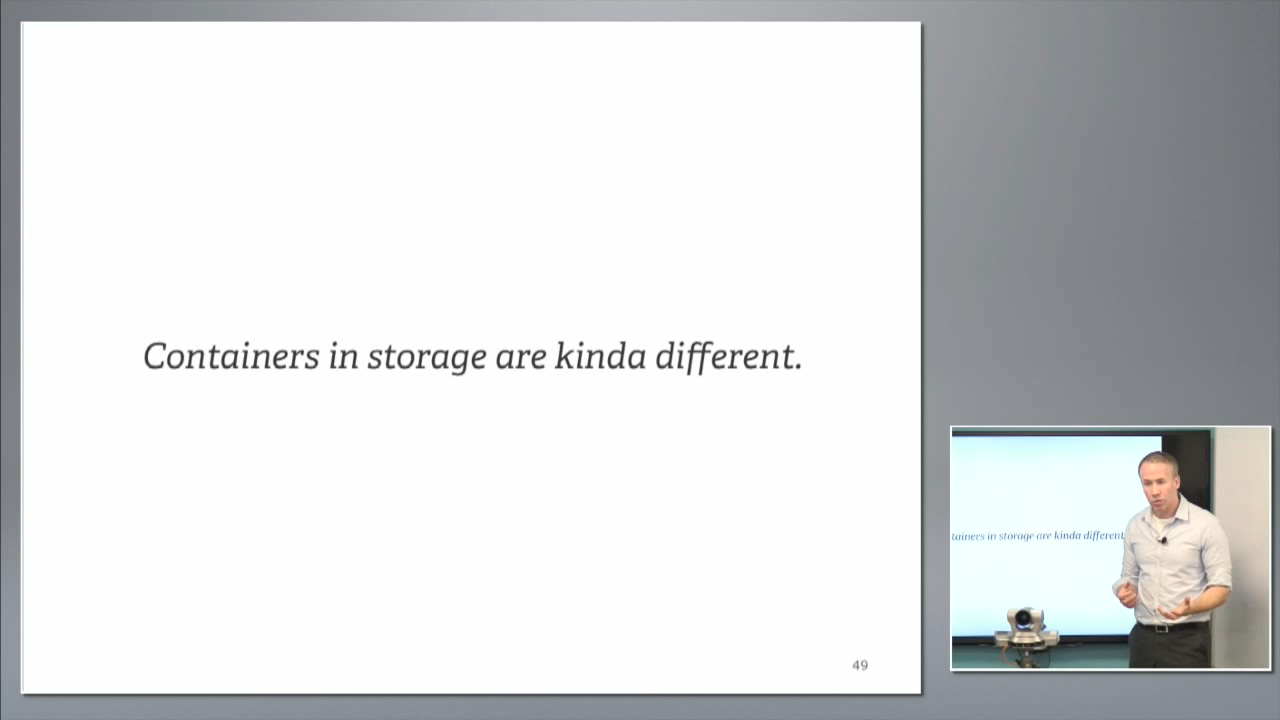 Containers in storage are kinda different.
49
tainers in storage are kinda different